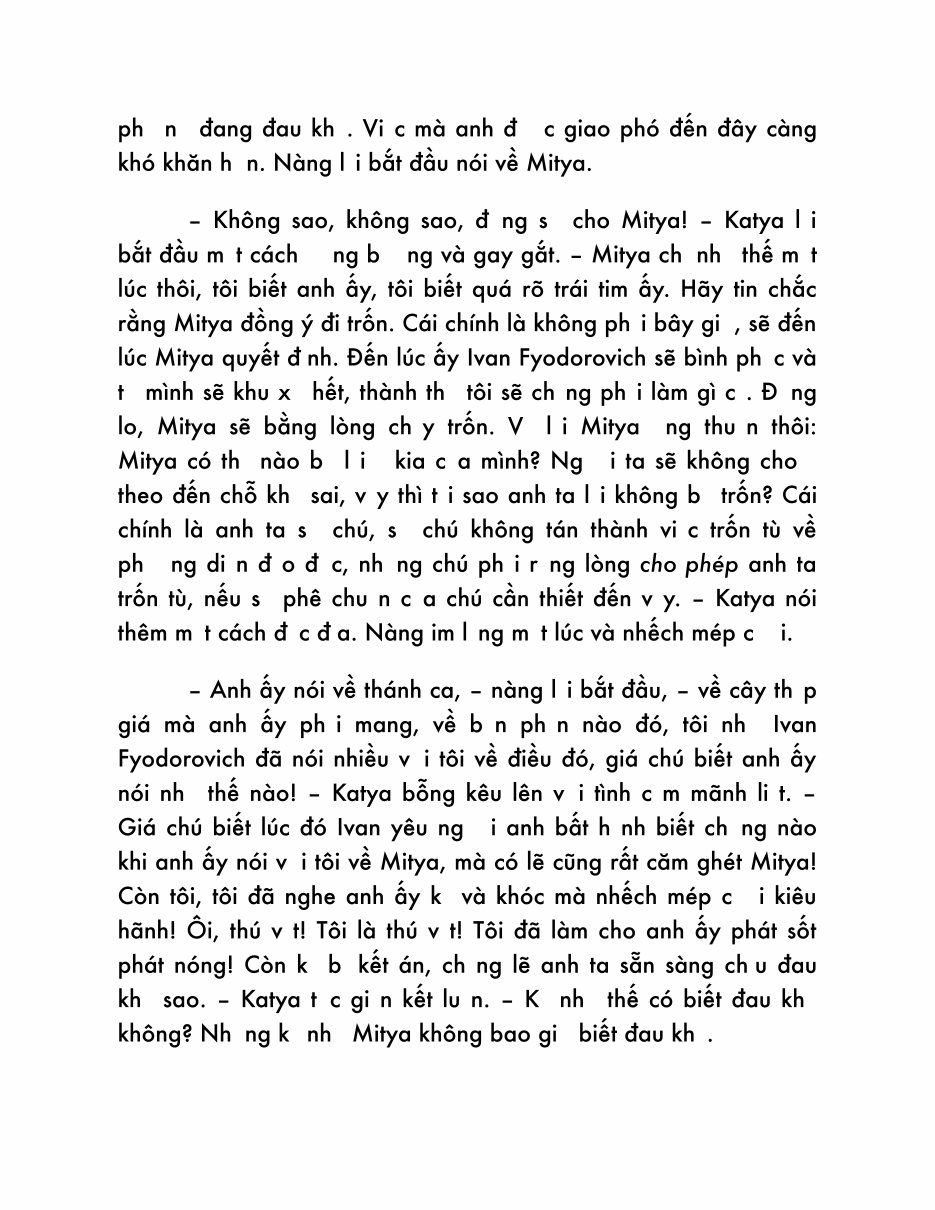 ph n đang đau kh . Vi c mà anh đ c giao phó đến đây càng
khó khăn h n. Nàng l i bắt đầu nói về Mitya.
– Không sao, không sao, đ ng s cho Mitya! – Katya l i
bắt đầu m t cách ng b ng và gay gắt. – Mitya ch nh thế m t
lúc thôi, tôi biết anh ấy, tôi biết quá rõ trái tim ấy. Hãy tin chắc
rằng Mitya đồng ý đi trốn. Cái chính là không ph i bây gi , sẽ đến
lúc Mitya quyết đ nh. Đến lúc ấy Ivan Fyodorovich sẽ bình ph c và
t mình sẽ khu x hết, thành th tôi sẽ ch ng ph i làm gì c . Đ ng
lo, Mitya sẽ bằng lòng ch y trốn. V l i Mitya ng thu n thôi:
Mitya có th nào b l i kia c a mình? Ng i ta sẽ không cho
theo đến chỗ kh sai, v y thì t i sao anh ta l i không b trốn? Cái
chính là anh ta s chú, s chú không tán thành vi c trốn tù về
ph ng di n đ o đ c, nh ng chú ph i r ng lòng cho phép anh ta
trốn tù, nếu s phê chu n c a chú cần thiết đến v y. – Katya nói
thêm m t cách đ c đ a. Nàng im l ng m t lúc và nhếch mép c i.
– Anh ấy nói về thánh ca, – nàng l i bắt đầu, – về cây th p
giá mà anh ấy ph i mang, về b n ph n nào đó, tôi nh Ivan
Fyodorovich đã nói nhiều v i tôi về điều đó, giá chú biết anh ấy
nói nh thế nào! – Katya bỗng kêu lên v i tình c m mãnh li t. –
Giá chú biết lúc đó Ivan yêu ng i anh bất h nh biết ch ng nào
khi anh ấy nói v i tôi về Mitya, mà có lẽ cũng rất căm ghét Mitya!
Còn tôi, tôi đã nghe anh ấy k và khóc mà nhếch mép c i kiêu
hãnh! Ôi, thú v t! Tôi là thú v t! Tôi đã làm cho anh ấy phát sốt
phát nóng! Còn k b kết án, ch ng lẽ anh ta sẵn sàng ch u đau
kh sao. – Katya t c gi n kết lu n. – K nh thế có biết đau kh
không? Nh ng k nh Mitya không bao gi biết đau kh .